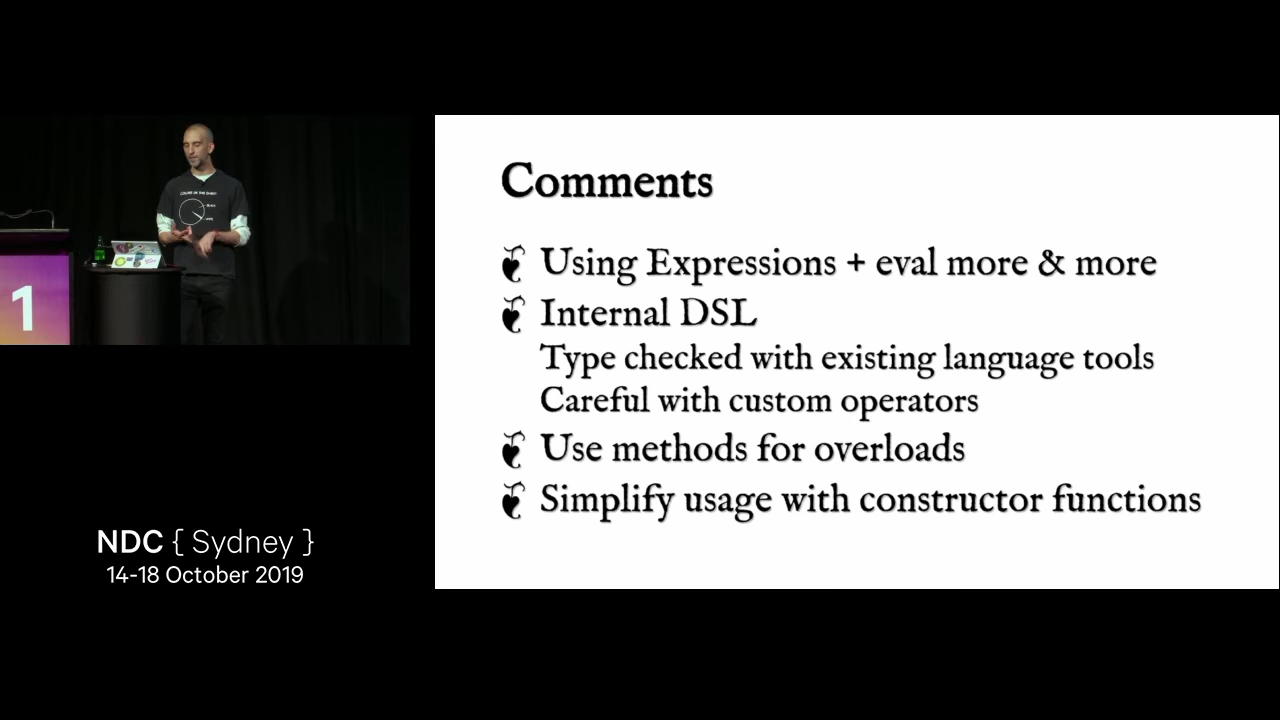 Comments
Using Expressions + eval more & more
Internal DSL
Type checked with existing language tools
Careful with custom operators
Use methods for overloads
Simplify usage with constructor functions
1
NDC { Sydney }
14-18 October 2019